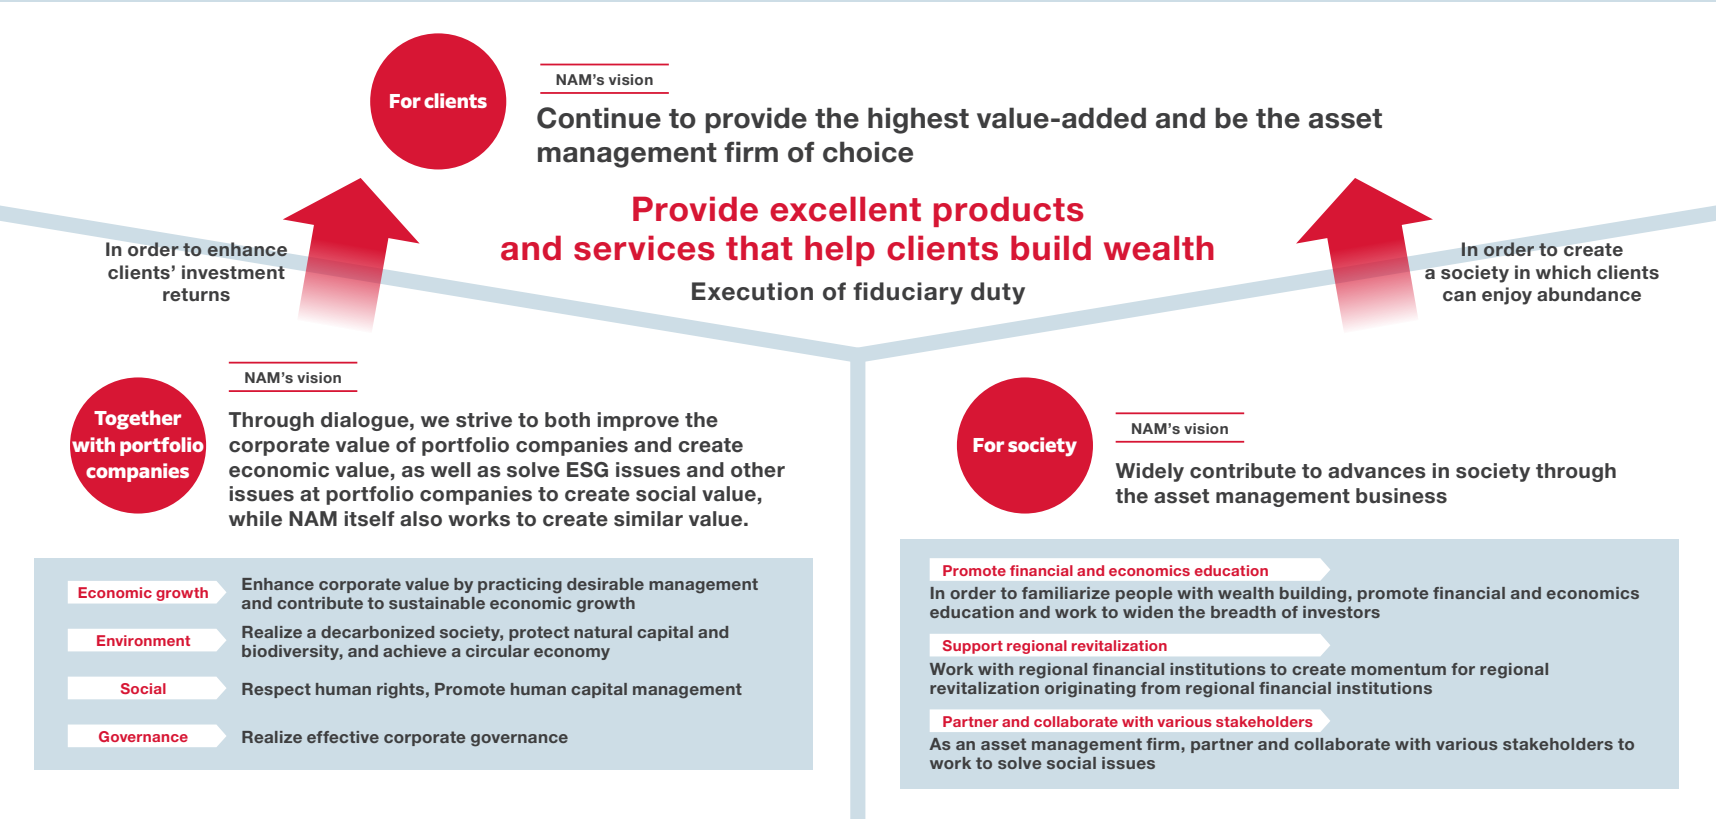 For clients
NAM's vision
Continue to provide the highest value-added and be the asset
management firm of choice
Provide excellent products
and services that help clients build wealth
Execution of fiduciary duty
In order to enhance
clients' investment
returns
In order to create
a society in which clients
can enjoy abundance
Together
with portfolio
companies
NAM's vision
Through dialogue, we strive to both improve the
corporate value of portfolio companies and create
economic value, as well as solve ESG issues and other
issues at portfolio companies to create social value,
while NAM itself also works to create similar value.
Economic growth
Enhance corporate value by practicing desirable management
and contribute to sustainable economic growth
Environment
Realize a decarbonized society, protect natural capital and
biodiversity, and achieve a circular economy
Social
Respect human rights, Promote human capital management
Governance
Realize effective corporate governance
For society
NAM's vision
Widely contribute to advances in society through
the asset management business
Promote financial and economics education
In order to familiarize people with wealth building, promote financial and economics
education and work to widen the breadth of investors
Support regional revitalization
Work with regional financial institutions to create momentum for regional
revitalization originating from regional financial institutions
Partner and collaborate with various stakeholders
As an asset management firm, partner and collaborate with various stakeholders to
work to solve social issues